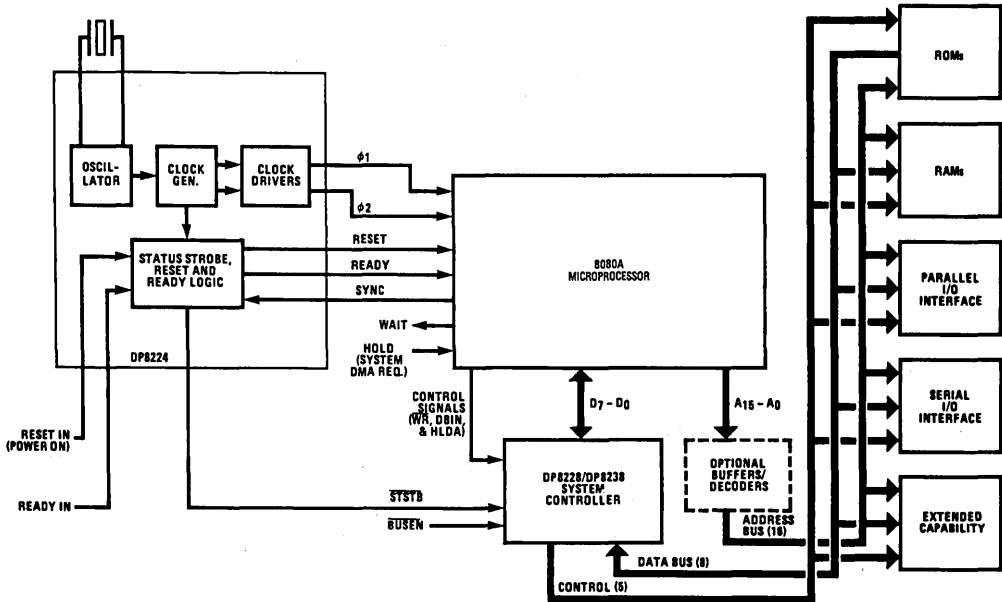 ROMs
OSCIL-
LATOR
CLOCK
GEN.
CLOCK
DRIVERS
ϕ1
ϕ2
RAMs
RESET
STATUS STROBE,
RESET AND
READY LOGIC
READY
SYNC
8080A
MICROPROCESSOR
PARALLEL
I/O
INTERFACE
WAIT
HOLD
(SYSTEM
DMA REQ.)
DP8224
SERIAL
I/O
INTERFACE
CONTROL
SIGNALS
(W̅R̅, DBIN,
& HLDA)
D7 – D0
A15 – A0
RESET IN
(POWER ON)
DP8228/DP8238
SYSTEM
CONTROLLER
OPTIONAL
BUFFERS/
DECODERS
READY IN
S̅T̅S̅T̅B̅
B̅U̅S̅E̅N̅
ADDRESS
BUS (16)
EXTENDED
CAPABILITY
DATA BUS (8)
CONTROL (5)